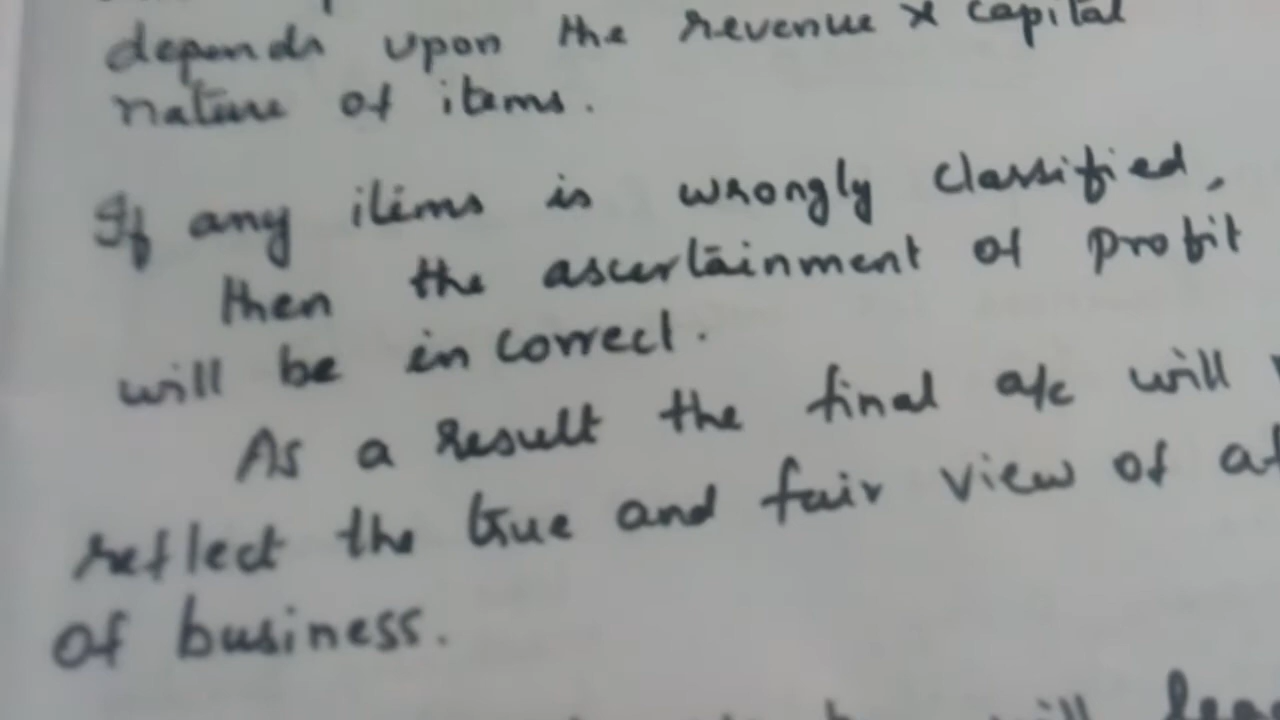 depends upon the revenue & capital
nature of items.
If any items is wrongly classified,
then the ascertainment of profit
will be incorrect.
As a result the final a/c will
reflect the true and fair view of
of business.
will